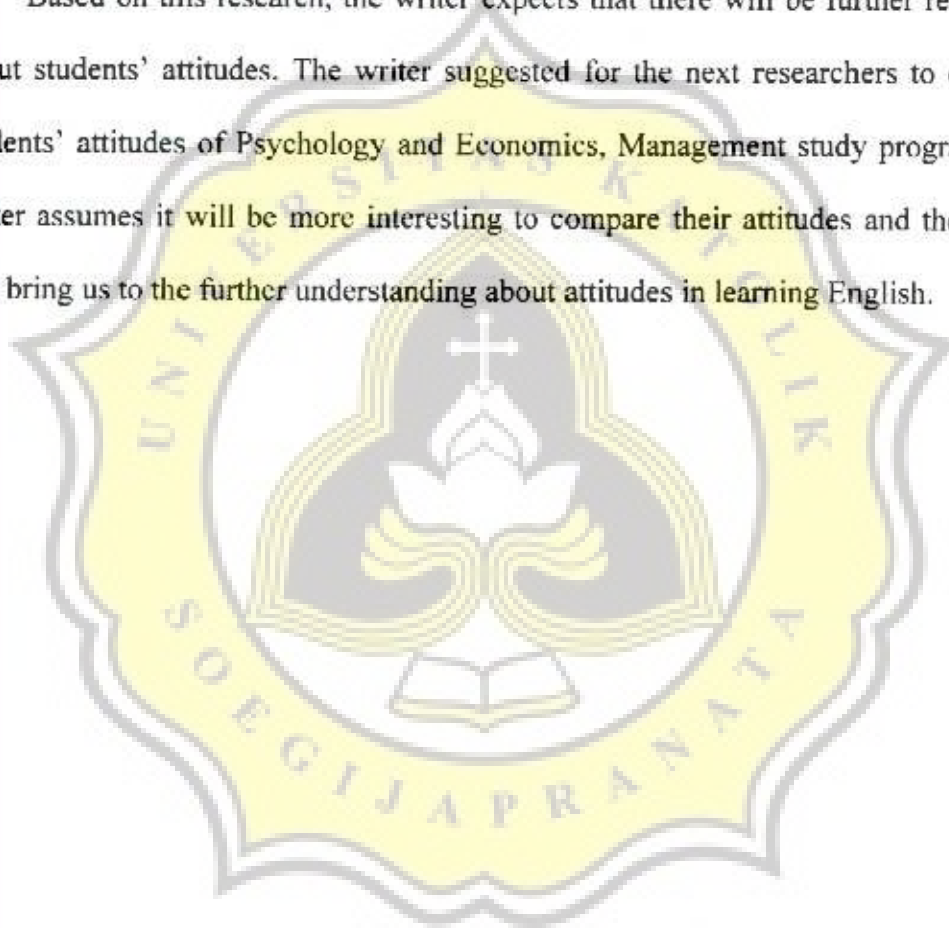 Based on this research, the writer expects that there will be further re
ut students' attitudes. The writer suggested for the next researchers to
lents' attitudes of Psychology and Economics, Management study progr
ter assumes it will be more interesting to compare their attitudes and th
bring us to the further understanding about attitudes in learning English.
UNIVERSITAS KATOLIK
SOEGIJAPRANATA